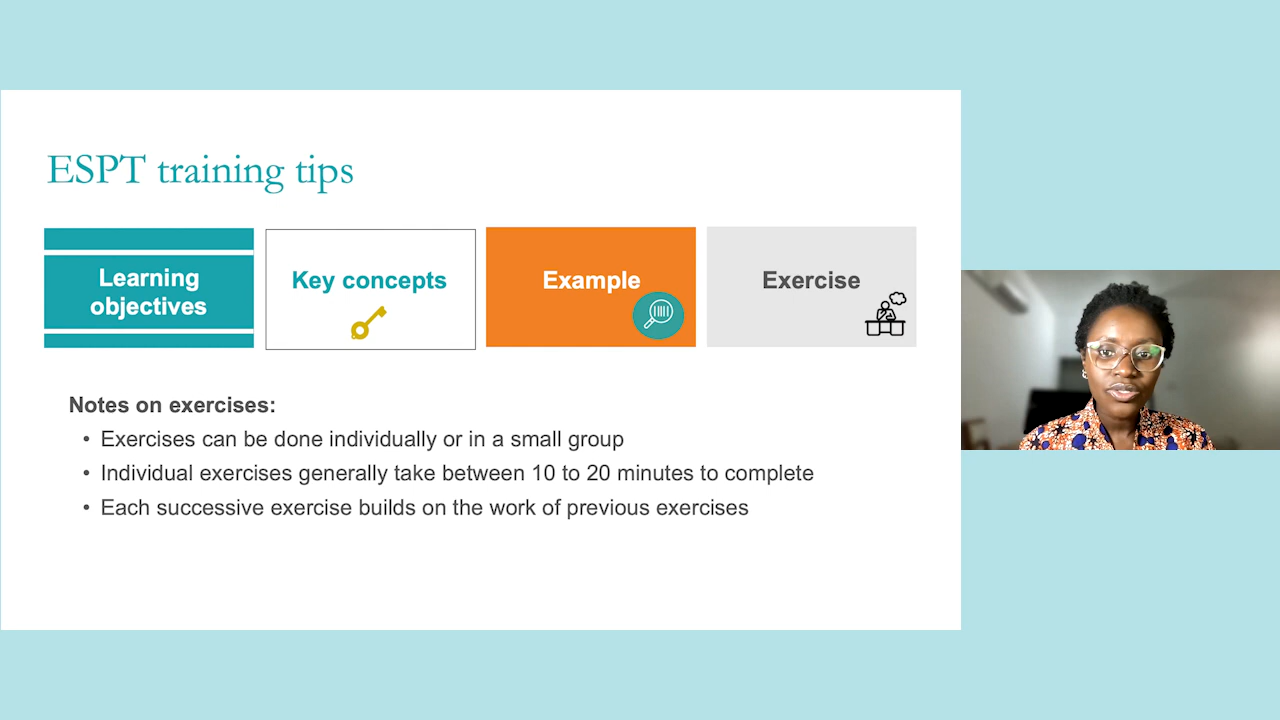 ESPT training tips
Learning
objectives
Key concepts
Example
Exercise
Notes on exercises:
• Exercises can be done individually or in a small group
• Individual exercises generally take between 10 to 20 minutes to complete
• Each successive exercise builds on the work of previous exercises